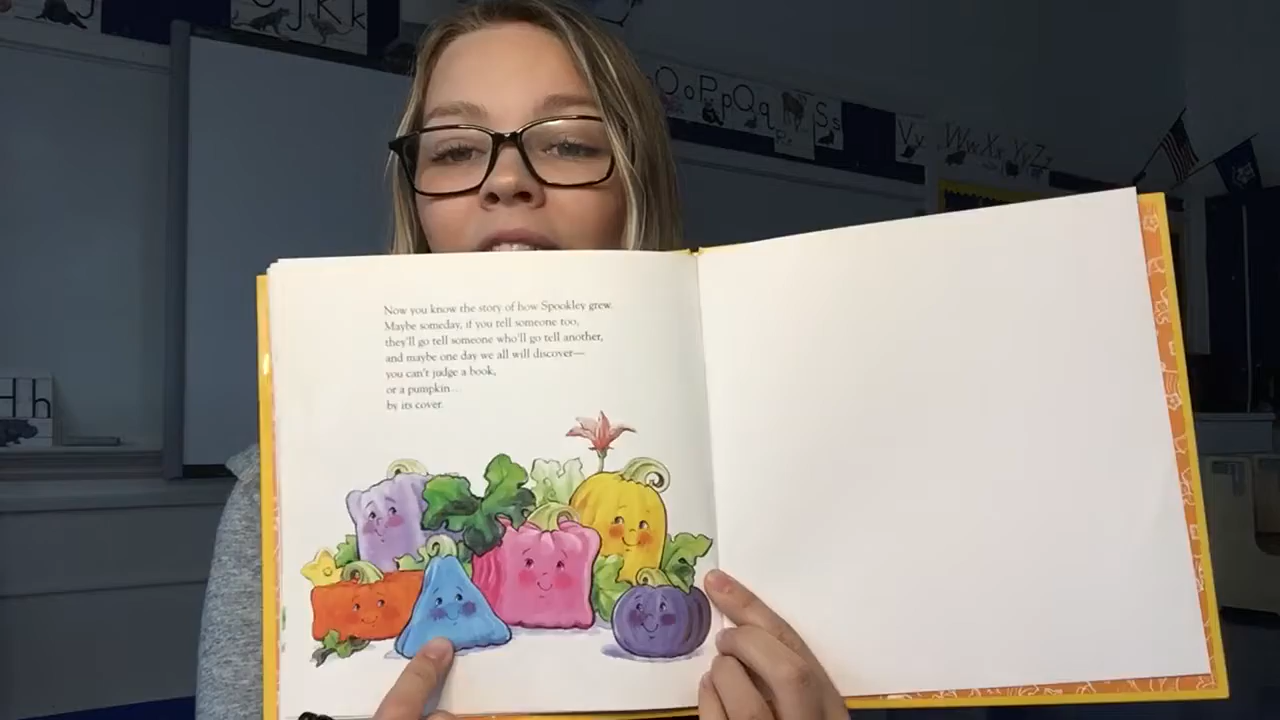 J K k
O o P p Q q
R r
S s
V v W w X x Y y Z z
H h
Now you know the story of how Spookley grew.
Maybe someday, if you tell someone too,
they'll go tell someone who'll go tell another,
and maybe one day we all will discover—
you can't judge a book,
or a pumpkin...
by its cover.